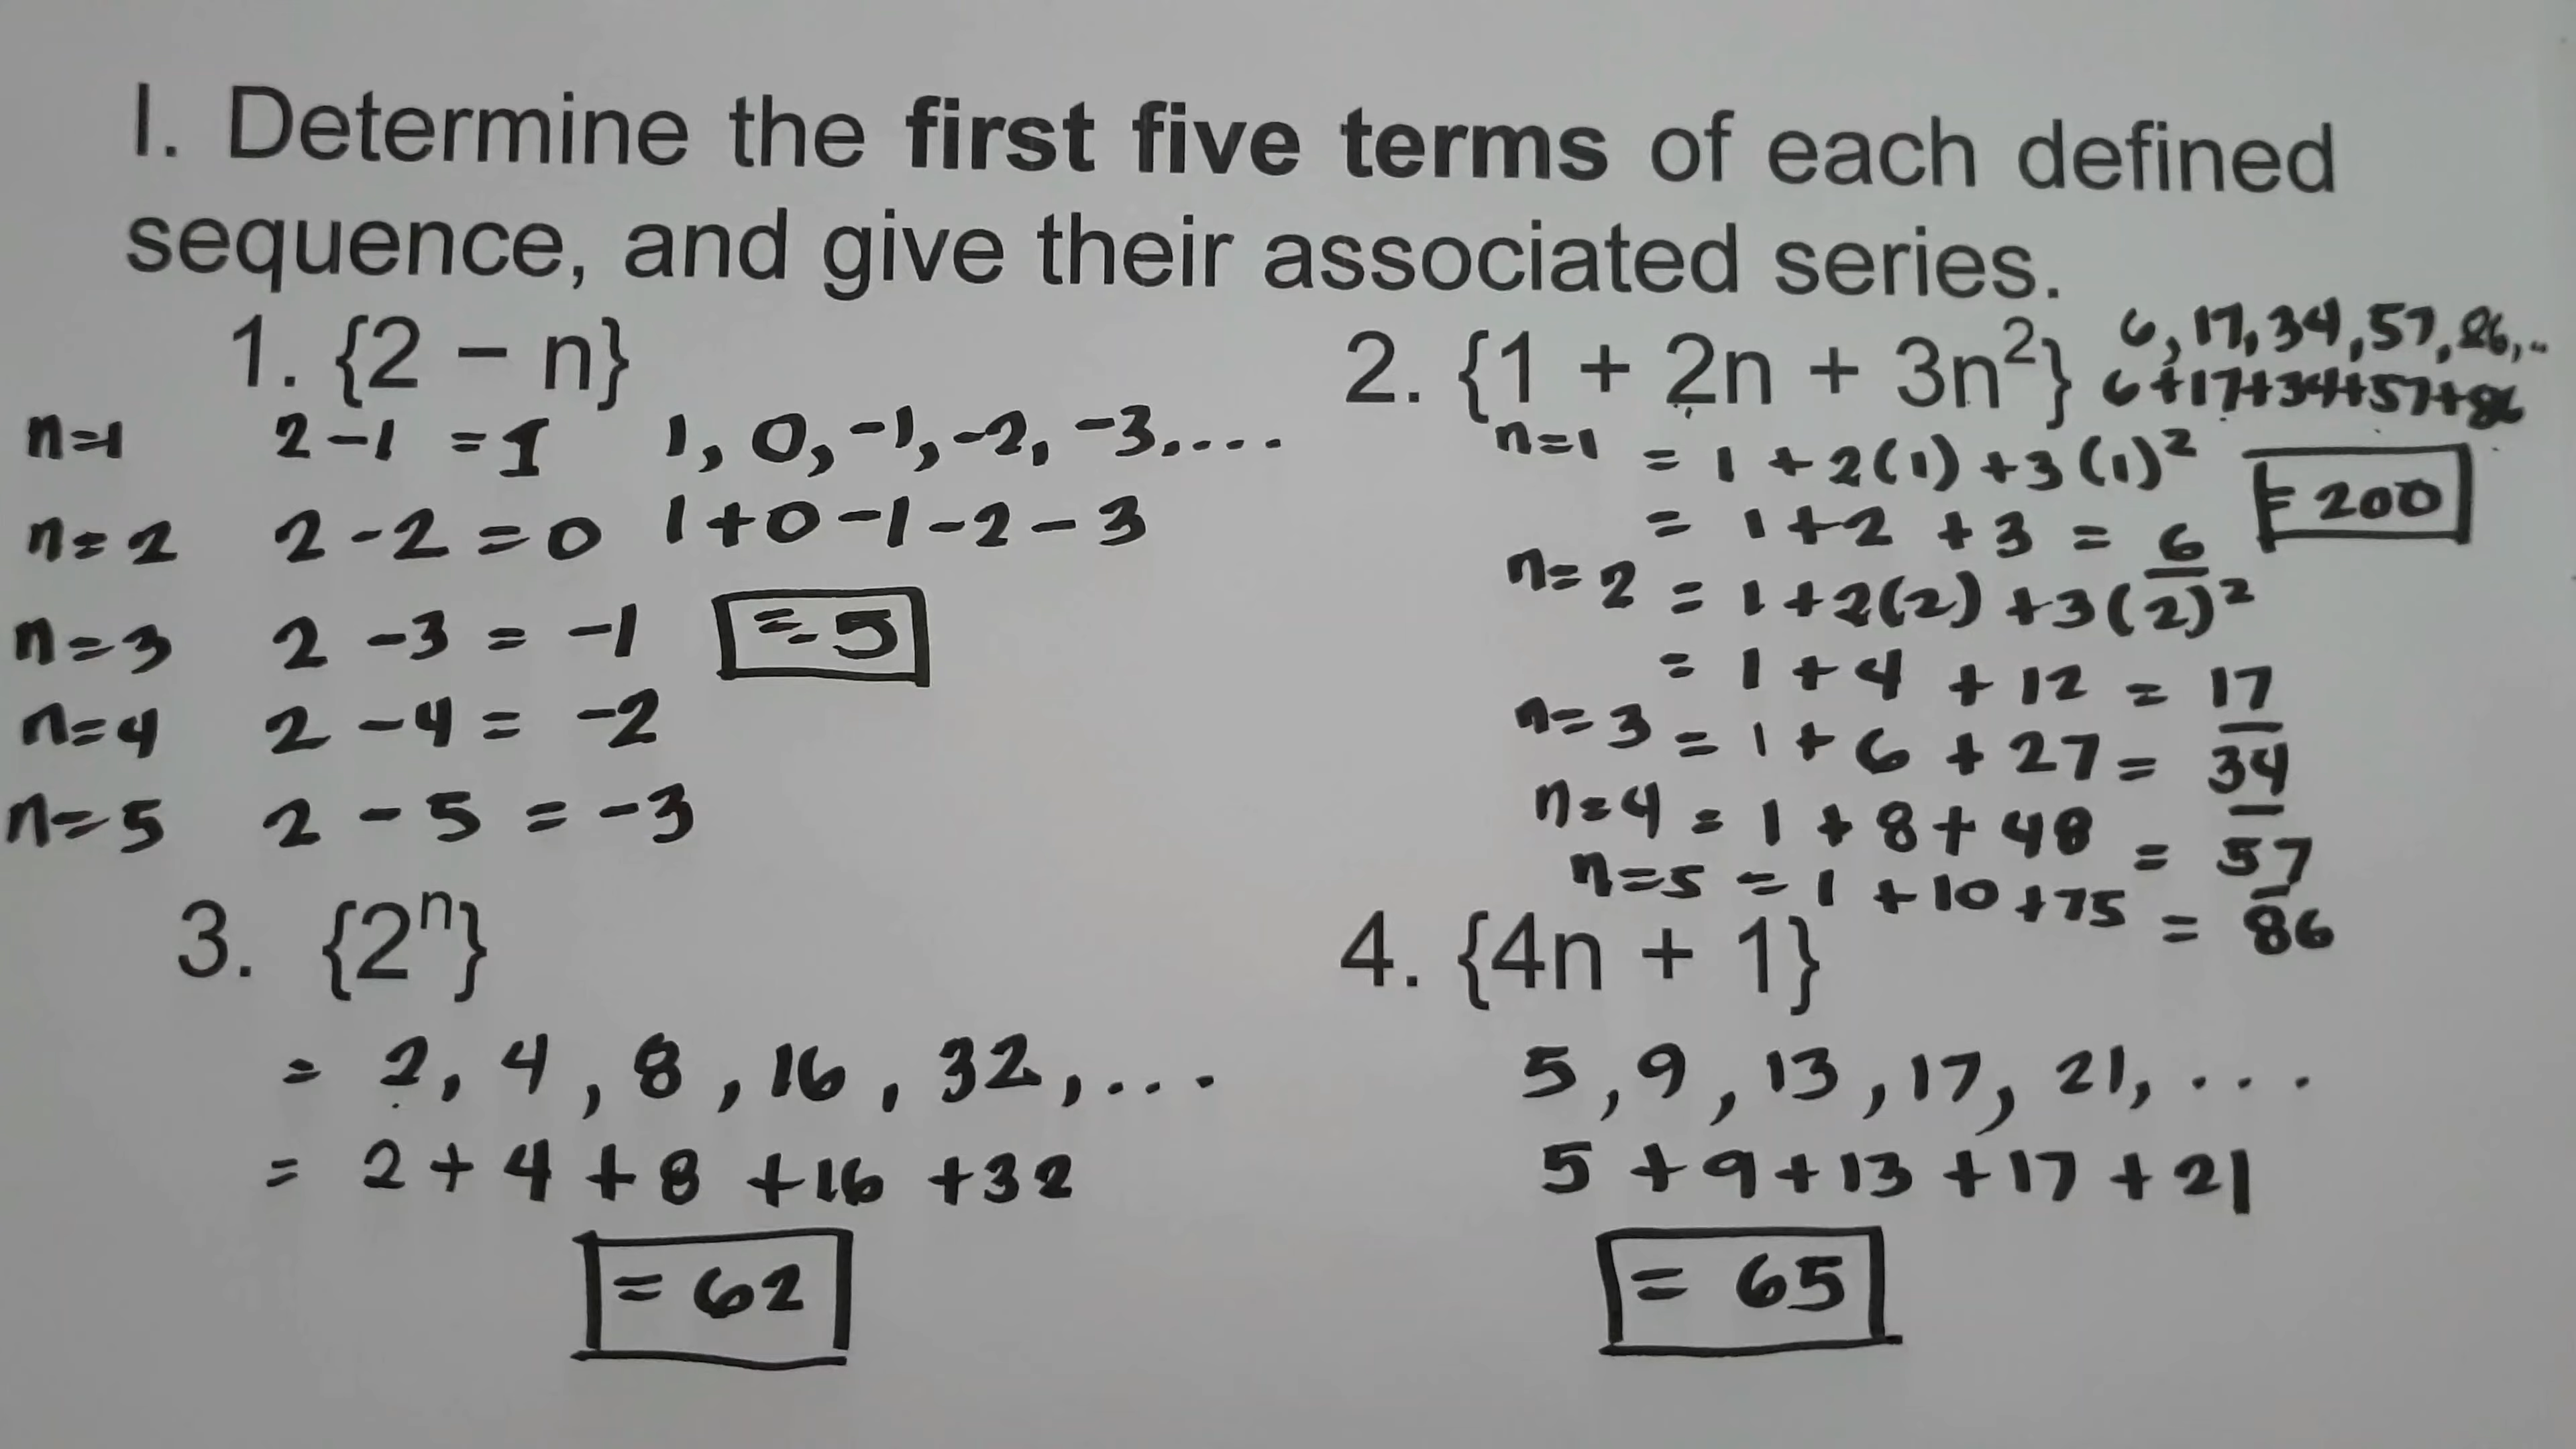 I. Determine the first five terms of each defined
sequence, and give their associated series.
1. {2 − n}
n=1 2-1 = 1 1, 0, -1, -2, -3, ...
n=2 2-2 = 0 1+0-1-2-3
n=3 2-3 = -1 =-5
n=4 2-4 = -2
n=5 2-5 = -3
2. {1 + 2n + 3n²} 6, 17, 34, 57, 86, ..
6+17+34+57+86
n=1 = 1+2(1)+3(1)²
= 200
= 1+2+3 = 6
n=2 = 1+2(2)+3(2)²
= 1+4+12 = 17
n=3 = 1+6+27 = 34
n=4 = 1+8+48 = 57
n=5 = 1+10+75 = 86
3. {2ⁿ}
= 2, 4, 8, 16, 32, ...
= 2+4+8+16+32
= 62
4. {4n + 1}
5, 9, 13, 17, 21, ...
5+9+13+17+21
= 65